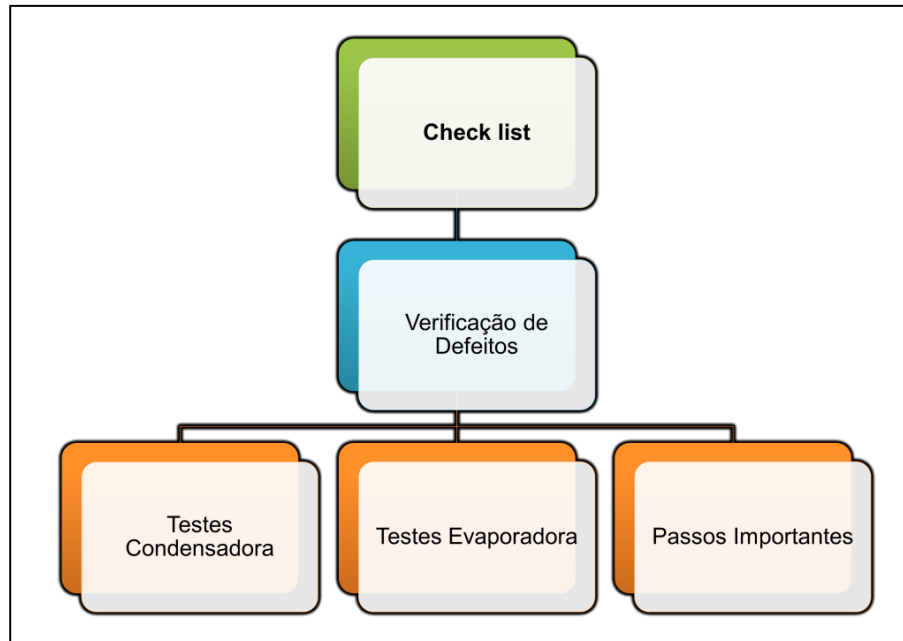 Check list
Verificação de
Defeitos
Testes
Condensadora
Testes Evaporadora
Passos Importantes